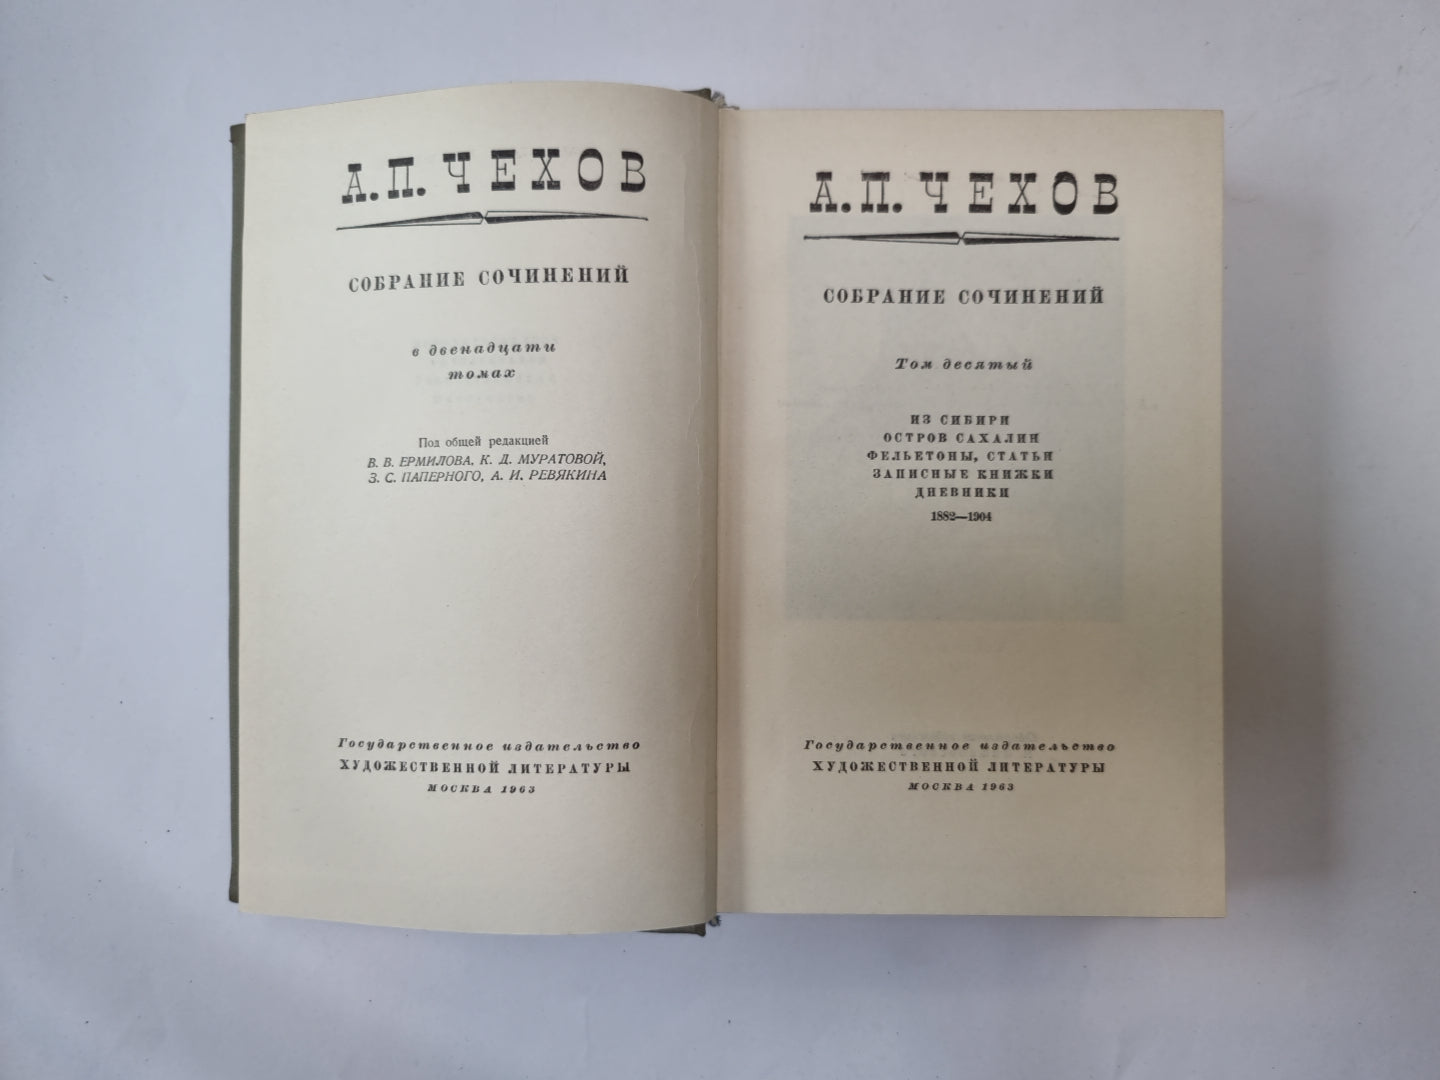 А. П. ЧЕХОВ
СОБРАНИЕ СОЧИНЕНИЙ
в двенадцати
томах
Под общей редакцией
В. В. ЕРМИЛОВА, К. Д. МУРАТОВОЙ,
З. С. ПАПЕРНОГО, А. И. РЕВЯКИНА
Государственное издательство
ХУДОЖЕСТВЕННОЙ ЛИТЕРАТУРЫ
МОСКВА 1963
А. П. ЧЕХОВ
СОБРАНИЕ СОЧИНЕНИЙ
Том десятый
ИЗ СИБИРИ
ОСТРОВ САХАЛИН
ФЕЛЬЕТОНЫ, СТАТЬИ
ЗАПИСНЫЕ КНИЖКИ
ДНЕВНИКИ
1882—1904
Государственное издательство
ХУДОЖЕСТВЕННОЙ ЛИТЕРАТУРЫ
МОСКВА 1963